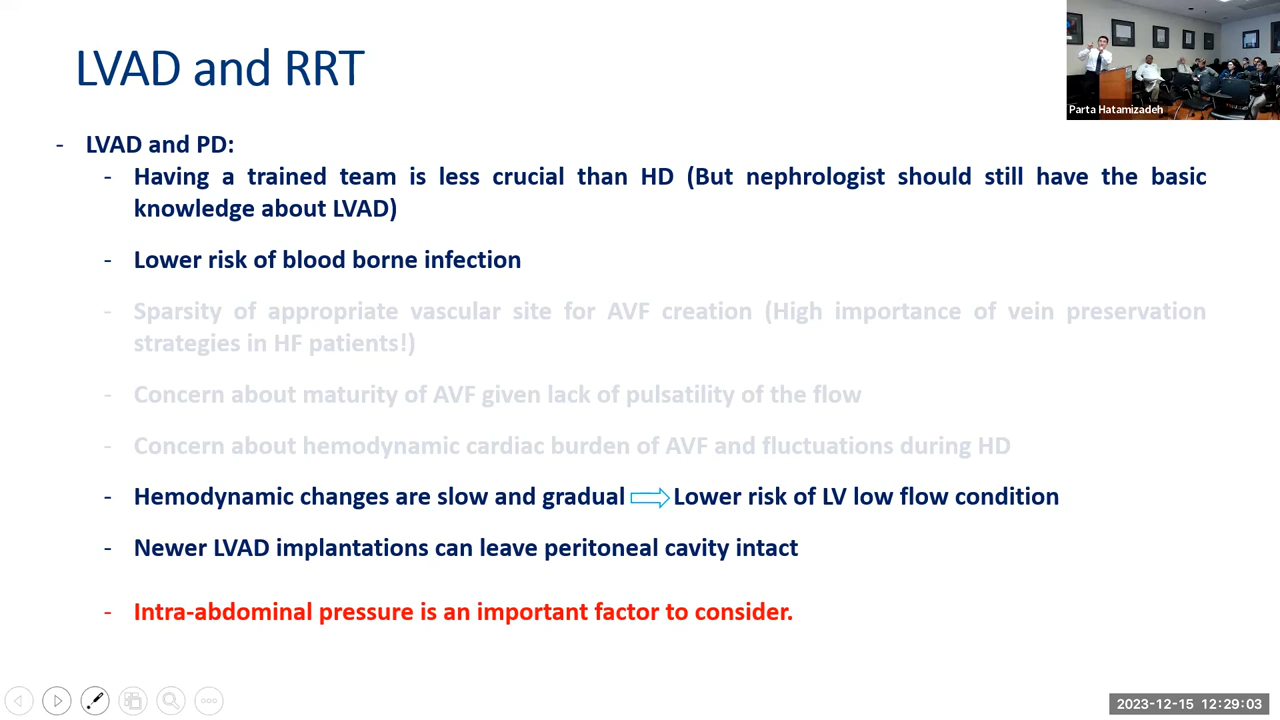 LVAD and RRT
Parta Hatamizadeh
- LVAD and PD:
- Having a trained team is less crucial than HD (But nephrologist should still have the basic
knowledge about LVAD)
- Lower risk of blood borne infection
- Sparsity of appropriate vascular site for AVF creation (High importance of vein preservation
strategies in HF patients!)
- Concern about maturity of AVF given lack of pulsatility of the flow
- Concern about hemodynamic cardiac burden of AVF and fluctuations during HD
- Hemodynamic changes are slow and gradual Lower risk of LV low flow condition
- Newer LVAD implantations can leave peritoneal cavity intact
- Intra-abdominal pressure is an important factor to consider.
2023-12-15 12:29:03